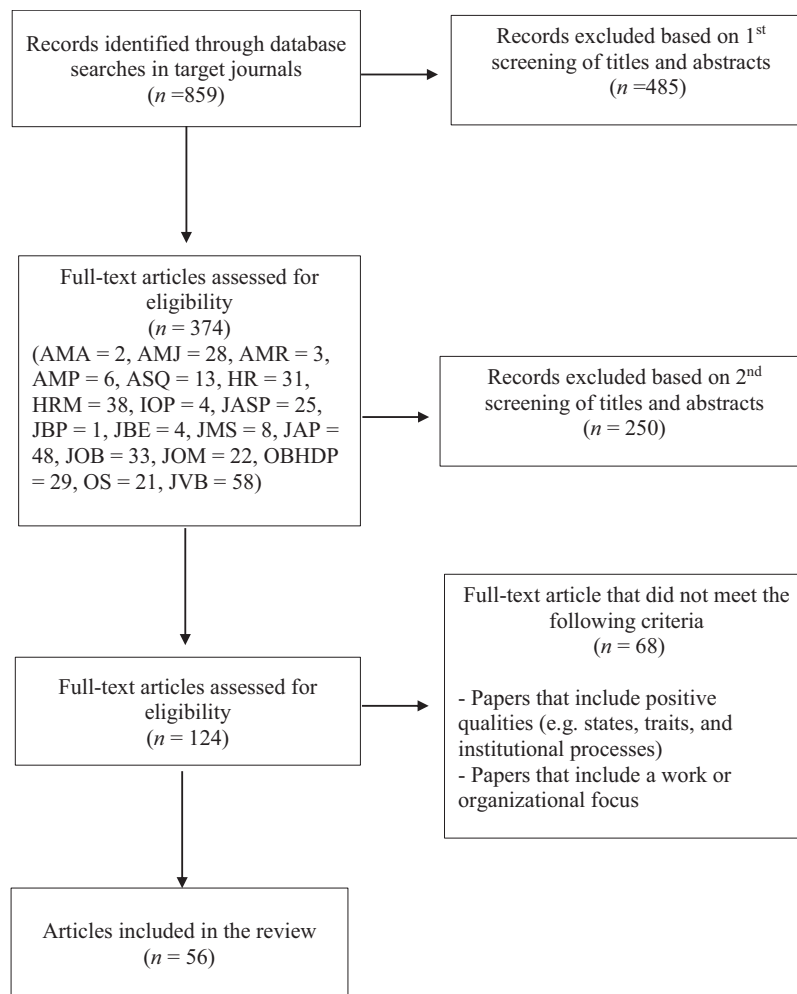 Records identified through database
searches in target journals
(n =859)
Records excluded based on 1st
screening of titles and abstracts
(n =485)
Full-text articles assessed for
eligibility
(n = 374)
(AMA = 2, AMJ = 28, AMR = 3,
AMP = 6, ASQ = 13, HR = 31,
HRM = 38, IOP = 4, JASP = 25,
JBP = 1, JBE = 4, JMS = 8, JAP =
48, JOB = 33, JOM = 22, OBHDP
= 29, OS = 21, JVB = 58)
Records excluded based on 2nd
screening of titles and abstracts
(n = 250)
Full-text articles assessed for
eligibility
(n = 124)
Full-text article that did not meet the
following criteria
(n = 68)
- Papers that include positive
qualities (e.g. states, traits, and
institutional processes)
- Papers that include a work or
organizational focus
Articles included in the review
(n = 56)